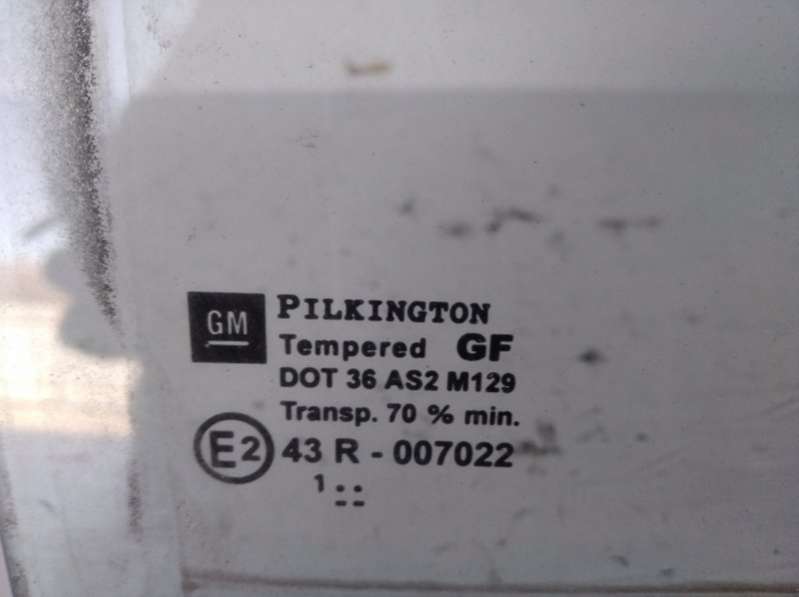 GM
PILKINGTON
Tempered GF
DOT 36 AS2 M129
Transp. 70 % min.
E2 43 R - 007022
1 : :